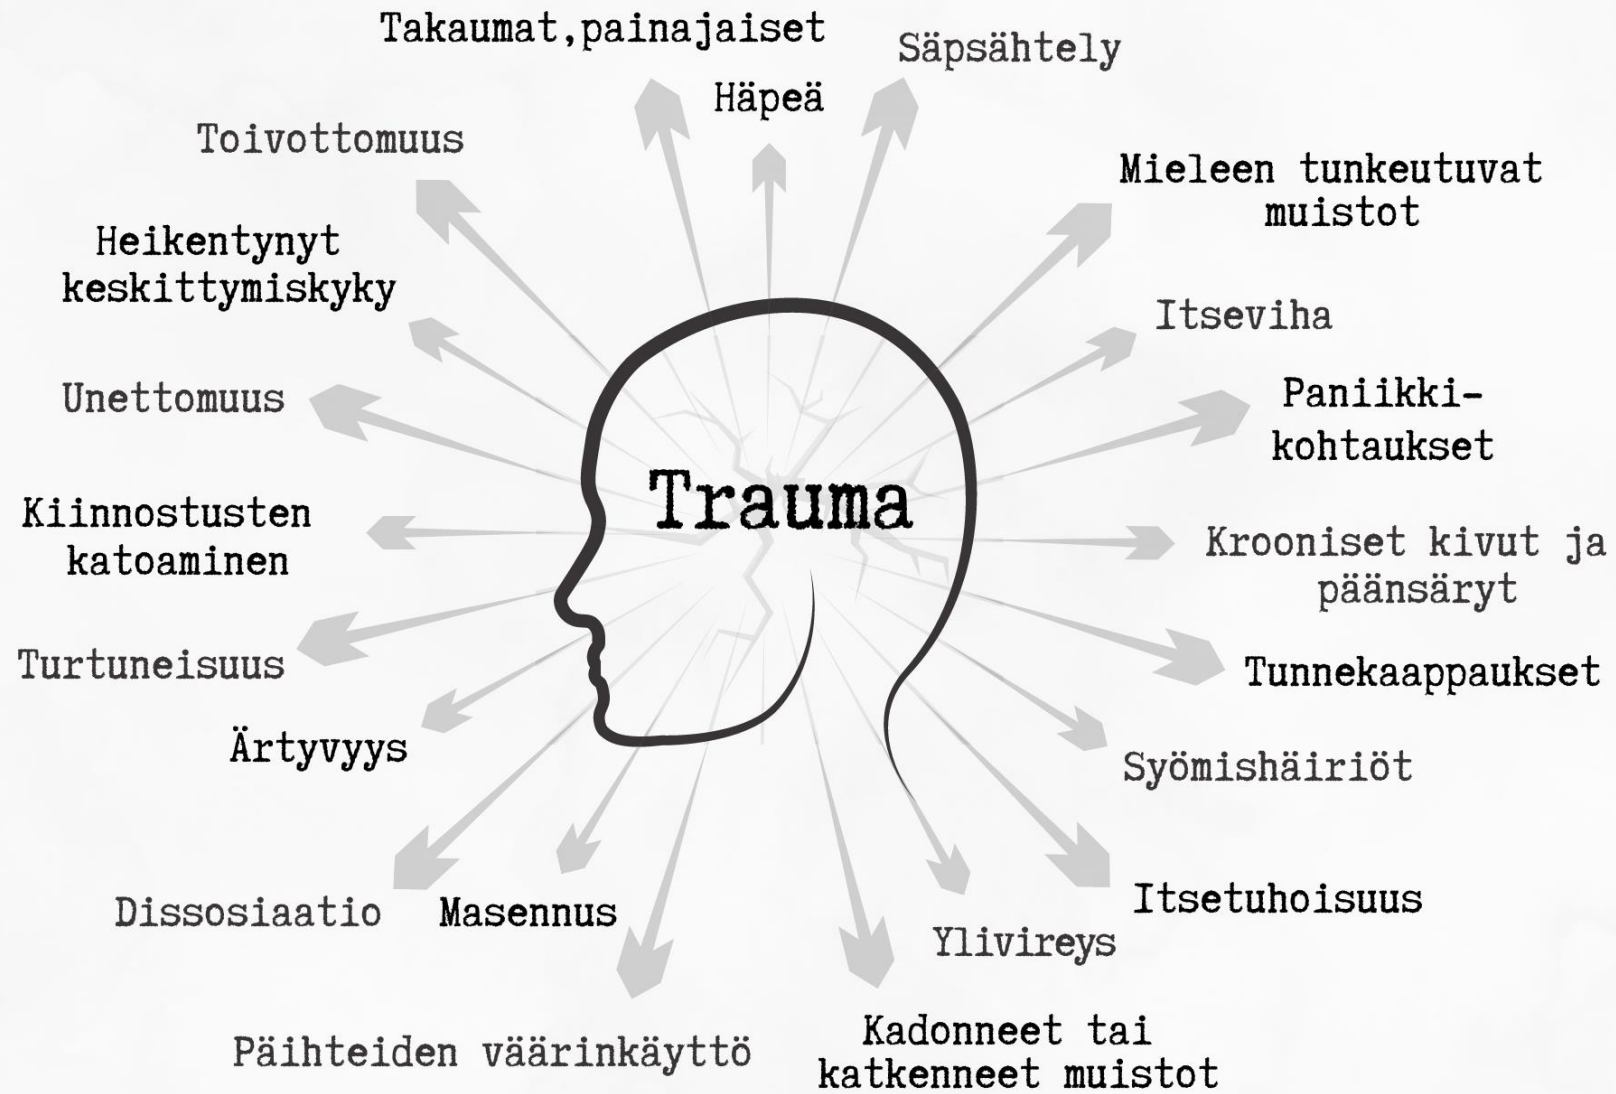 Takaumat,painajaiset
Säpsähtely
Häpeä
Toivottomuus
Mieleen tunkeutuvat
muistot
Heikentynyt
keskittymiskyky
Itseviha
Unettomuus
Paniikki-
kohtaukset
Trauma
Kiinnostusten
katoaminen
Krooniset kivut ja
päänsäryt
Turtuneisuus
Tunnekaappaukset
Ärtyvyys
Syömishäiriöt
Dissosiaatio
Masennus
Itsetuhoisuus
Ylivireys
Päihteiden väärinkäyttö
Kadonneet tai
katkenneet muistot